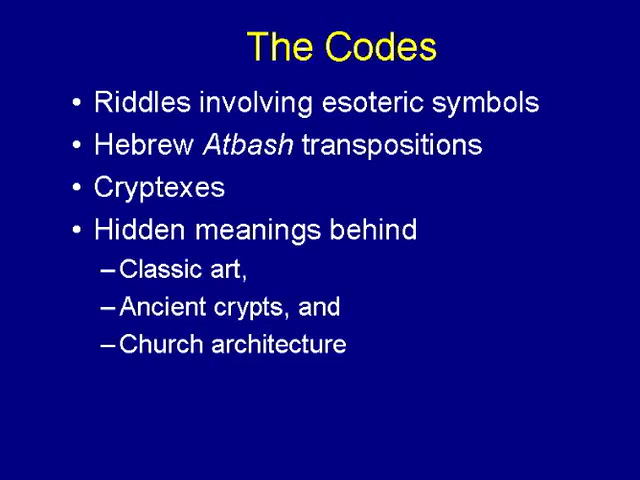 The Codes
• Riddles involving esoteric symbols
• Hebrew Atbash transpositions
• Cryptexes
• Hidden meanings behind
– Classic art,
– Ancient crypts, and
– Church architecture